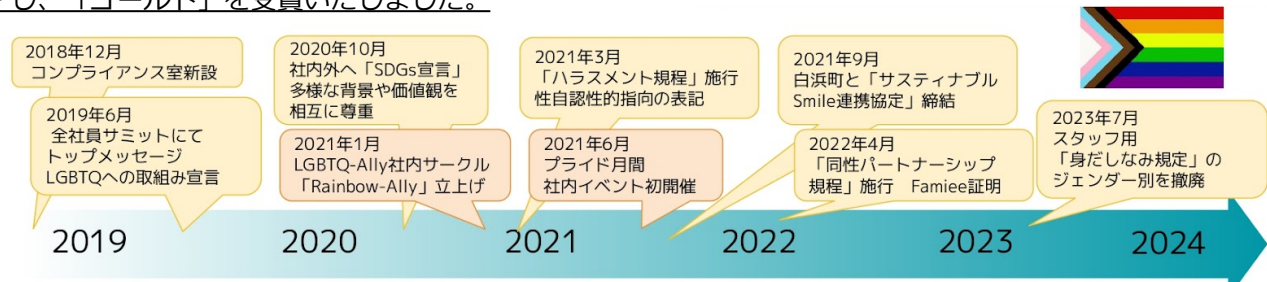 し、「ゴールド」を受賞いたしました。
2018年12月
コンプライアンス室新設
2019年6月
全社員サミットにて
トップメッセージ
LGBTQへの取組み宣言
2020年10月
社内外へ「SDGs宣言」
多様な背景や価値観を
相互に尊重
2021年1月
LGBTQ-Ally社内サークル
「Rainbow-Ally」立上げ
2021年3月
「ハラスメント規程」施行
性自認性的指向の表記
2021年6月
プライド月間
社内イベント初開催
2021年9月
白浜町と「サスティナブル
Smile連携協定」締結
2022年4月
「同性パートナーシップ
規程」施行 Famiee証明
2023年7月
スタッフ用
「身だしなみ規定」の
ジェンダー別を撤廃
2019 2020 2021 2022 2023 2024